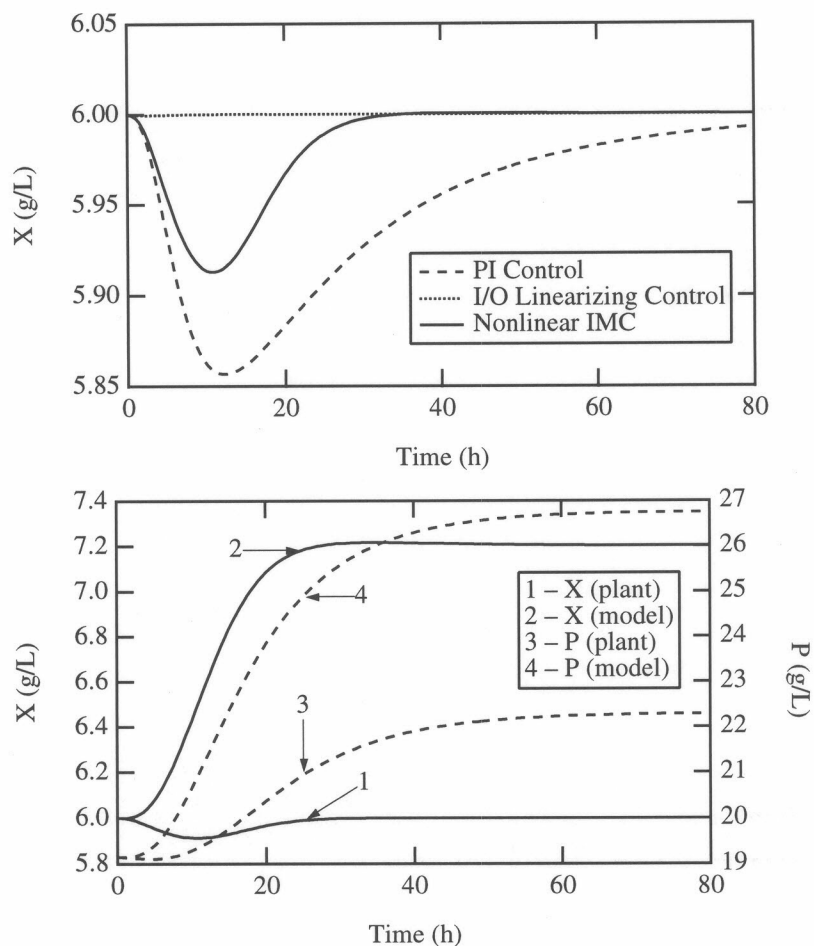 6.05
6.00
5.95
5.90
5.85
X (g/L)
PI Control
I/O Linearizing Control
Nonlinear IMC
0 20 40 60 80
Time (h)
7.4
7.2
7.0
6.8
6.6
6.4
6.2
6.0
5.8
X (g/L)
2
4
3
1
1 – X (plant)
2 – X (model)
3 – P (plant)
4 – P (model)
27
26
25
24
23
22
21
20
19
P (g/L)
0 20 40 60 80
Time (h)